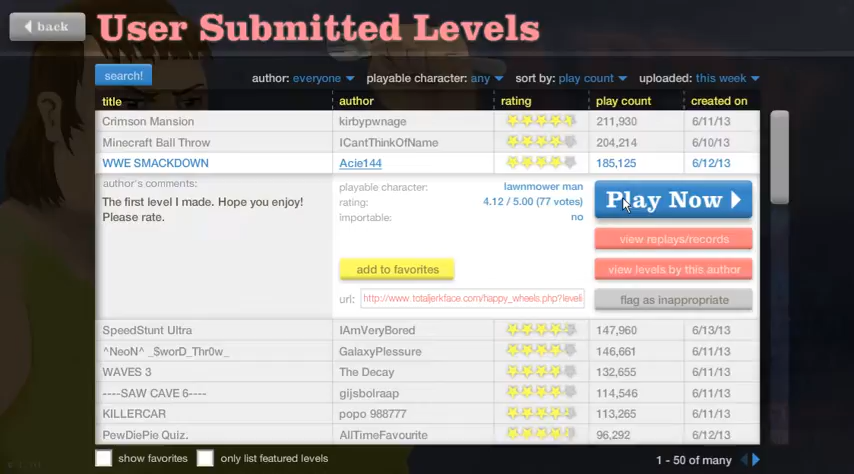 back
User Submitted Levels
search!
author: everyone playable character: any sort by: play count uploaded: this week
title author rating play count created on
Crimson Mansion kirbypwnage 211,930 6/11/13
Minecraft Ball Throw ICantThinkOfName 204,214 6/10/13
WWE SMACKDOWN Acie144 185,125 6/12/13
author's comments:
The first level I made. Hope you enjoy!
Please rate.
playable character: lawnmower man
rating: 4.12 / 5.00 (77 votes)
importable: no
add to favorites
url: http://www.totaljerkface.com/happy_wheels.php?leveli
Play Now
view replays/records
view levels by this author
flag as inappropriate
SpeedStunt Ultra IAmVeryBored 147,960 6/13/13
^NeoN^ _$worD_Thr0w_ GalaxyPlessure 146,661 6/11/13
WAVES 3 The Decay 132,655 6/11/13
----SAW CAVE 6---- gijsbolraap 114,546 6/11/13
KILLERCAR popo 988777 113,265 6/11/13
PewDiePie Quiz. AllTimeFavourite 96,292 6/12/13
show favorites only list featured levels 1 - 50 of many